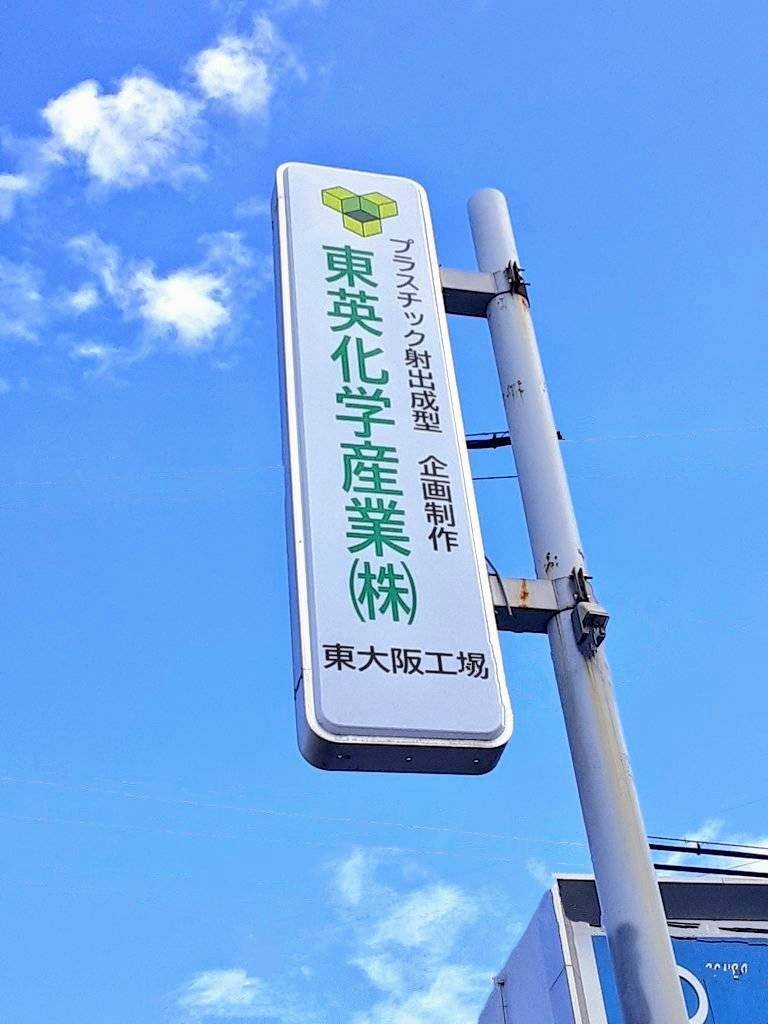 プラスチック射出成型 企画制作
東英化学産業㈱
東大阪工場